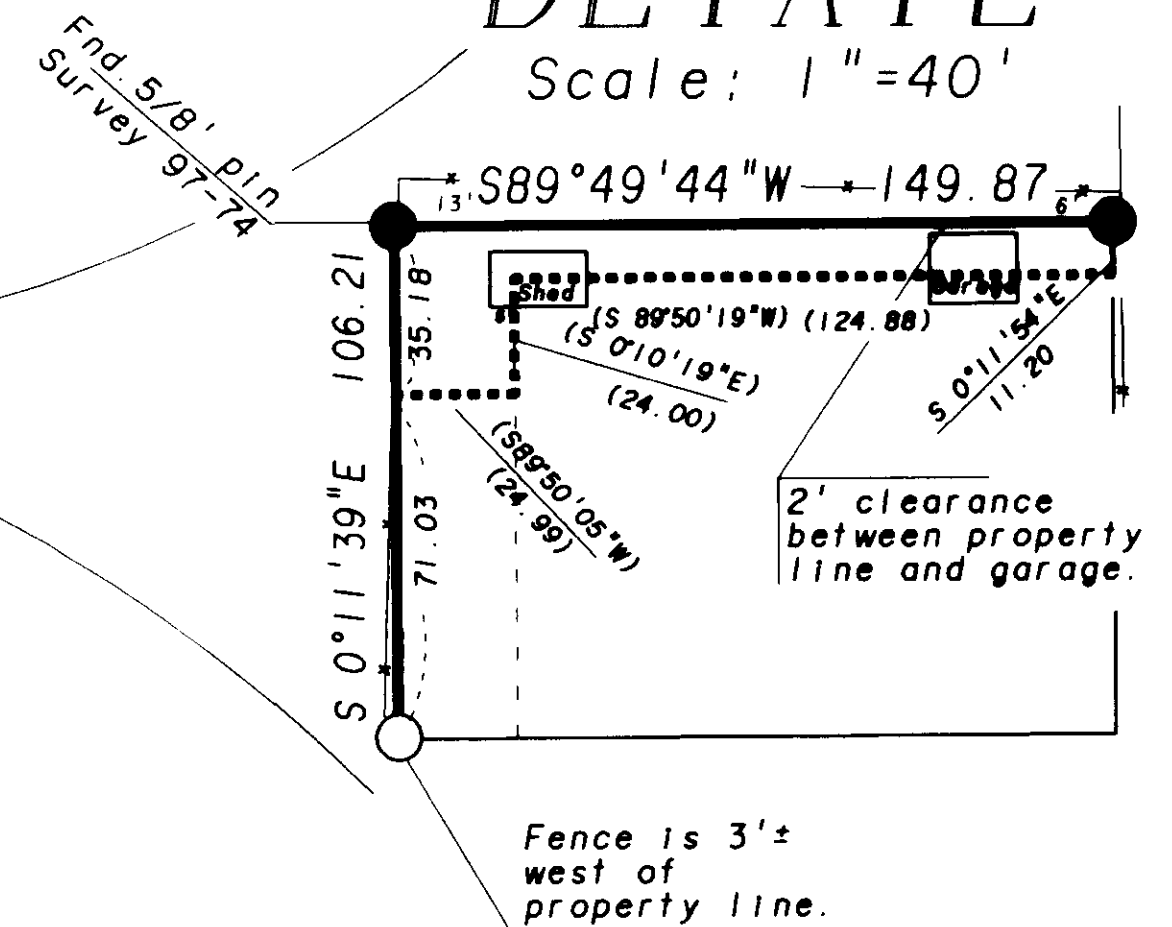 Scale: 1"=40'
Fnd. 5/8' pin
Survey 97-74
S89°49'44"W 149.87
13'
6
S 0°11'39"E 106.21
35.18
71.03
Shed
(S 89°50'19"W) (124.88)
(S 0°10'19"E)
(24.00)
S 0°11'54"E
11.20
(S89°50'05"W)
(24.99)
2' clearance
between property
line and garage.
Fence is 3'±
west of
property line.